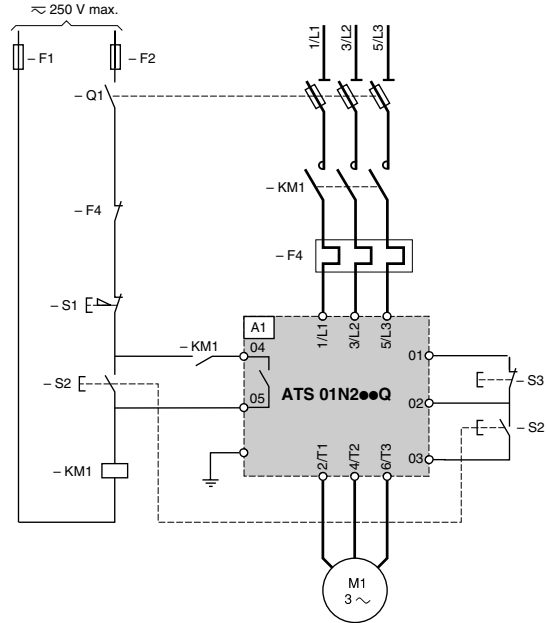 ≂ 250 V max.
– F1
– F2
– Q1
1/L1
3/L2
5/L3
– KM1
– F4
– F4
– S1
A1
1/L1
3/L2
5/L3
– KM1
04
01
– S2
05
ATS 01N2●●Q
– S3
02
– S2
– KM1
2/T1
4/T2
6/T3
03
M1
3 ~